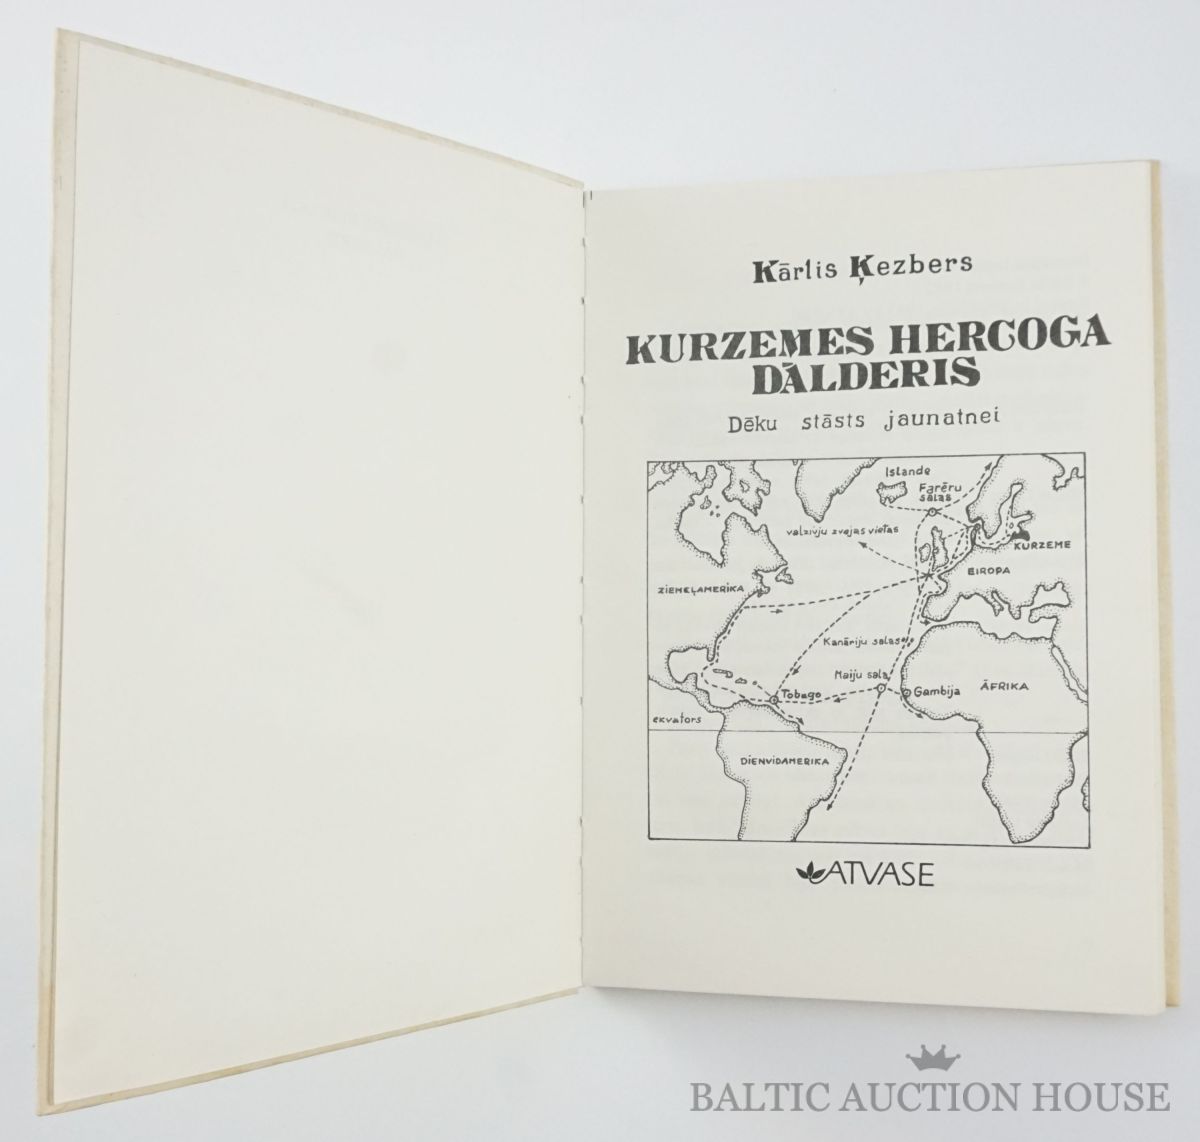 Kārlis Ķezbers
KURZEMES HERCOGA
DĀLDERIS
Dēku stāsts jaunatnei
Islande
Farēru
salas
valzivju zvejas vietas
KURZEME
EIROPA
ZIEMEĻAMERIKA
Kanāriju salas
Maiju sala
Tobago
Gambija
ĀFRIKA
ekvators
DIENVIDAMERIKA
ATVASE
BALTIC AUCTION HOUSE